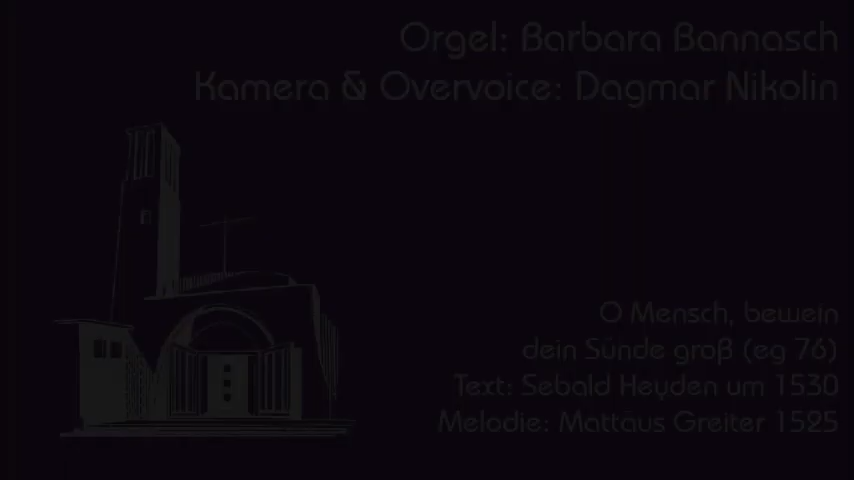 Orgel: Barbara Bannasch
Kamera & Overvoice: Dagmar Nikolin
O Mensch, bewein
dein Sünde groß (eg 76)
Text: Sebald Heyden um 1530
Melodie: Mattäus Greiter 1525